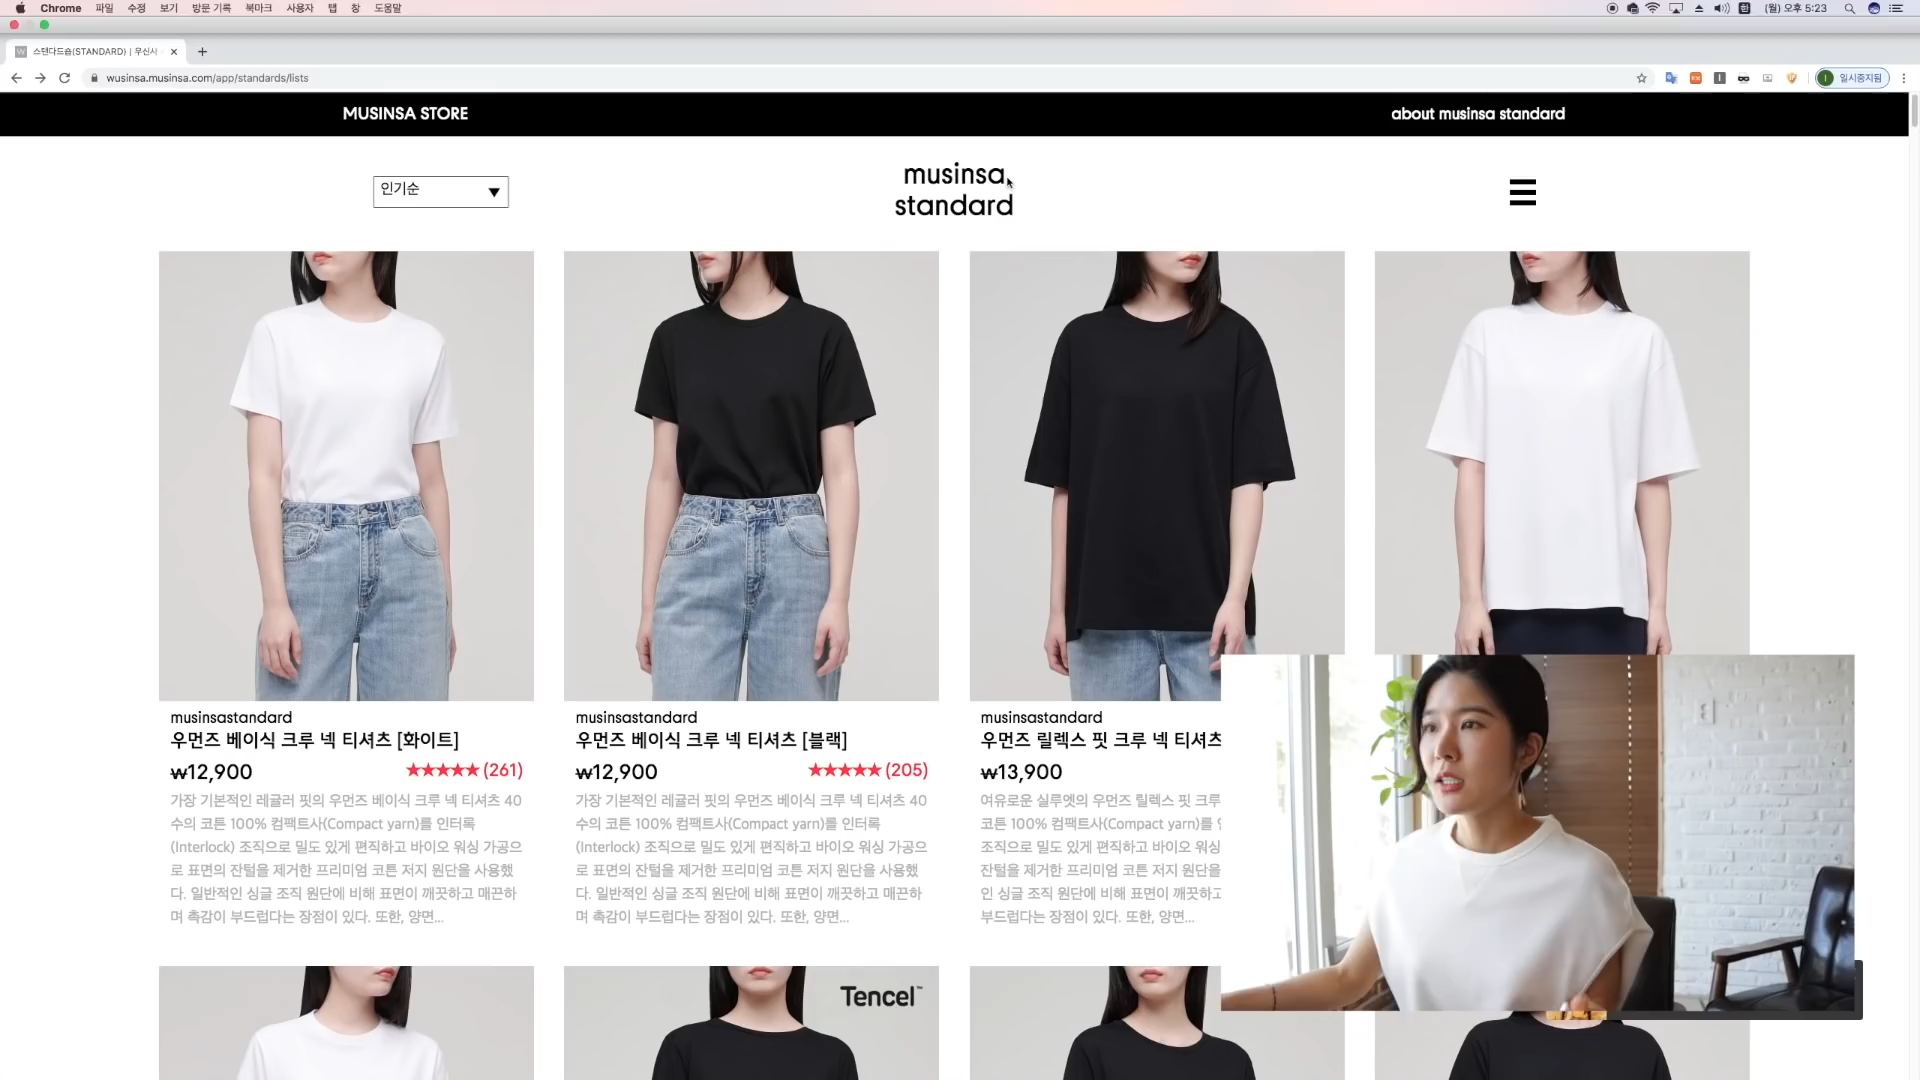 Chrome 파일 수정 보기 방문 기록 북마크 사용자 탭 창 도움말
(월) 오후 5:23
스탠다드숍(STANDARD) | 우신사
wusinsa.musinsa.com/app/standards/lists
일시중지됨
MUSINSA STORE
about musinsa standard
인기순
musinsa
standard
musinsastandard
우먼즈 베이식 크루 넥 티셔츠 [화이트]
₩12,900
★★★★★(261)
가장 기본적인 레귤러 핏의 우먼즈 베이식 크루 넥 티셔츠 40
수의 코튼 100% 컴팩트사(Compact yarn)를 인터록
(Interlock) 조직으로 밀도 있게 편직하고 바이오 워싱 가공으
로 표면의 잔털을 제거한 프리미엄 코튼 저지 원단을 사용했
다. 일반적인 싱글 조직 원단에 비해 표면이 깨끗하고 매끈하
며 촉감이 부드럽다는 장점이 있다. 또한, 양면...
musinsastandard
우먼즈 베이식 크루 넥 티셔츠 [블랙]
₩12,900
★★★★★(205)
가장 기본적인 레귤러 핏의 우먼즈 베이식 크루 넥 티셔츠 40
수의 코튼 100% 컴팩트사(Compact yarn)를 인터록
(Interlock) 조직으로 밀도 있게 편직하고 바이오 워싱 가공으
로 표면의 잔털을 제거한 프리미엄 코튼 저지 원단을 사용했
다. 일반적인 싱글 조직 원단에 비해 표면이 깨끗하고 매끈하
며 촉감이 부드럽다는 장점이 있다. 또한, 양면...
musinsastandard
우먼즈 릴렉스 핏 크루 넥 티셔츠
₩13,900
여유로운 실루엣의 우먼즈 릴렉스 핏 크루
코튼 100% 컴팩트사(Compact yarn)를
조직으로 밀도 있게 편직하고 바이오 워싱
잔털을 제거한 프리미엄 코튼 저지 원단을
인 싱글 조직 원단에 비해 표면이 깨끗하고
부드럽다는 장점이 있다. 또한, 양면...
Tencel™